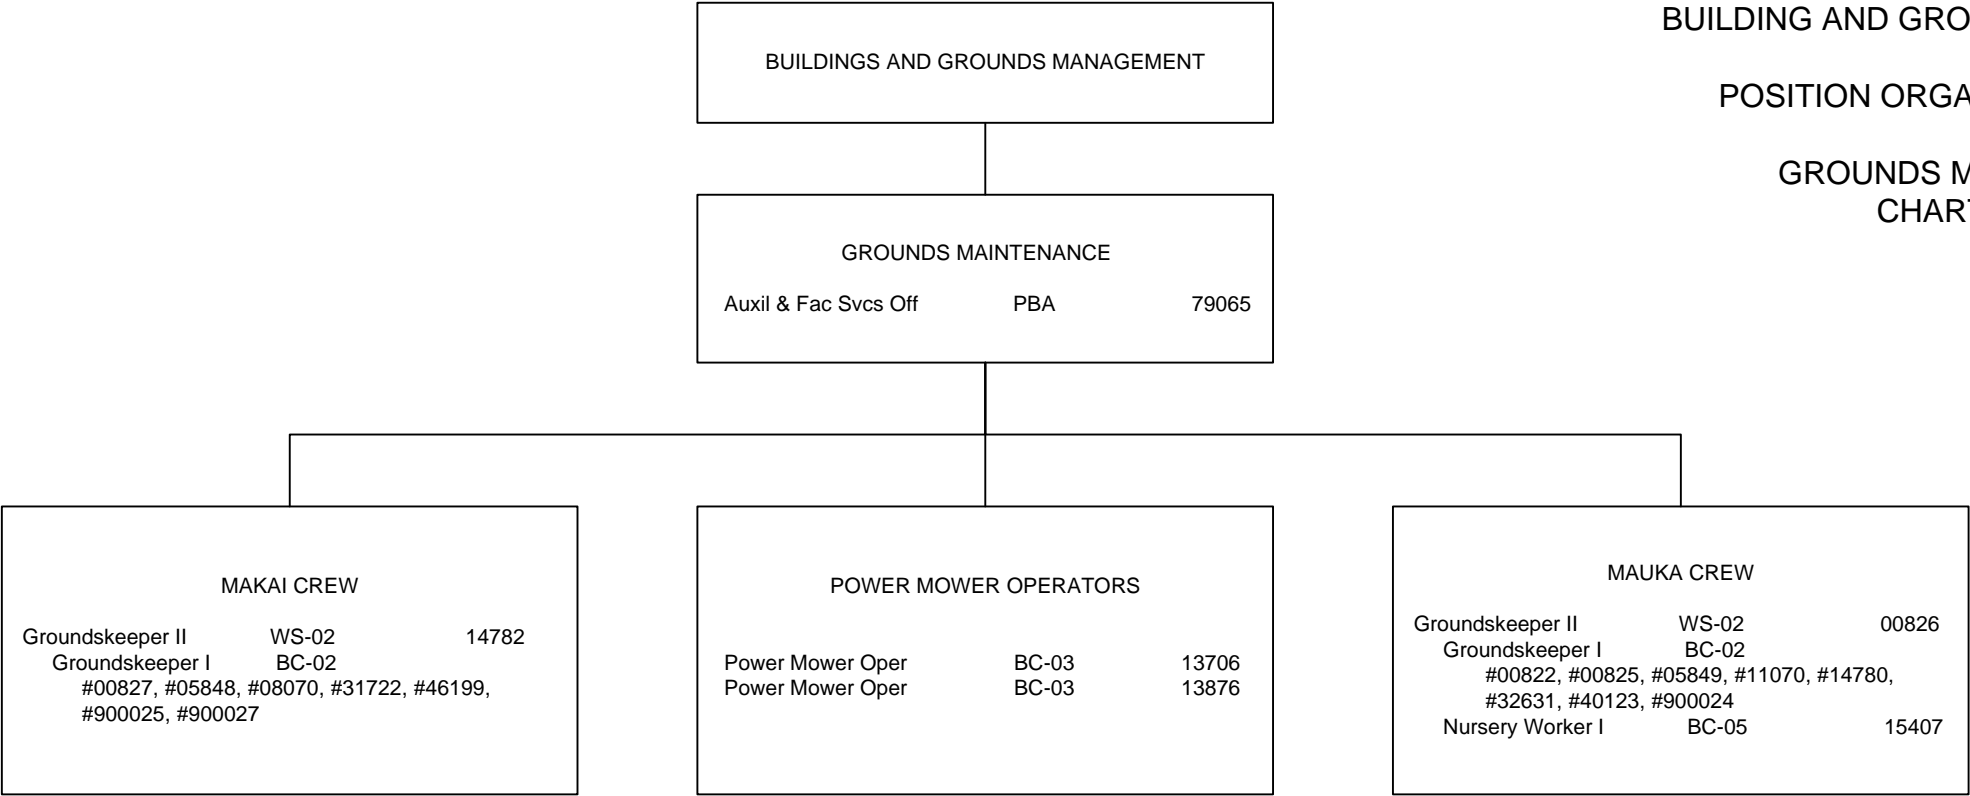 BUILDING AND GRO
POSITION ORGA
GROUNDS M
CHART
BUILDINGS AND GROUNDS MANAGEMENT
GROUNDS MAINTENANCE
Auxil & Fac Svcs Off PBA 79065
MAKAI CREW
Groundskeeper II WS-02 14782
Groundskeeper I BC-02
#00827, #05848, #08070, #31722, #46199,
#900025, #900027
POWER MOWER OPERATORS
Power Mower Oper BC-03 13706
Power Mower Oper BC-03 13876
MAUKA CREW
Groundskeeper II WS-02 00826
Groundskeeper I BC-02
#00822, #00825, #05849, #11070, #14780,
#32631, #40123, #900024
Nursery Worker I BC-05 15407